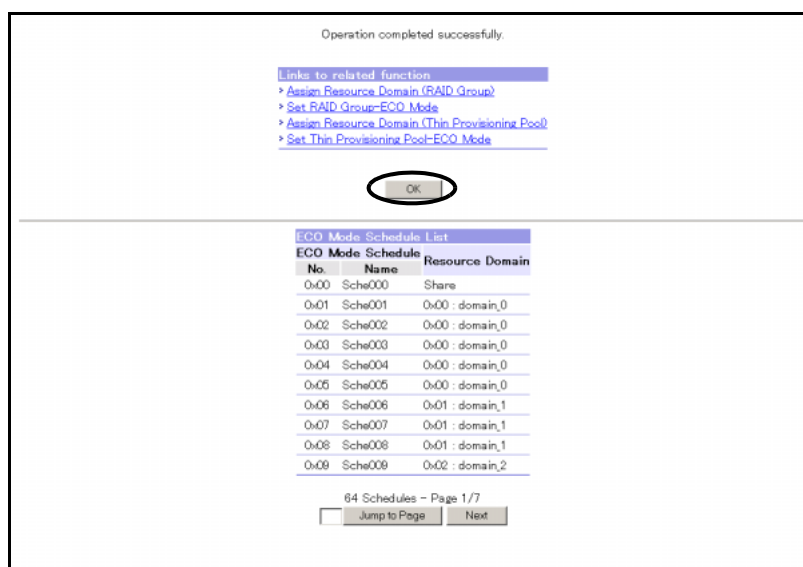 Operation completed successfully.
Links to related function
> Assign Resource Domain (RAID Group)
> Set RAID Group-ECO Mode
> Assign Resource Domain (Thin Provisioning Pool)
> Set Thin Provisioning Pool-ECO Mode
OK
ECO Mode Schedule List
ECO Mode Schedule Resource Domain
No. Name
0x00 Sche000 Share
0x01 Sche001 0x00 : domain_0
0x02 Sche002 0x00 : domain_0
0x03 Sche003 0x00 : domain_0
0x04 Sche004 0x00 : domain_0
0x05 Sche005 0x00 : domain_0
0x06 Sche006 0x01 : domain_1
0x07 Sche007 0x01 : domain_1
0x08 Sche008 0x01 : domain_1
0x09 Sche009 0x02 : domain_2
64 Schedules - Page 1/7
Jump to Page Next